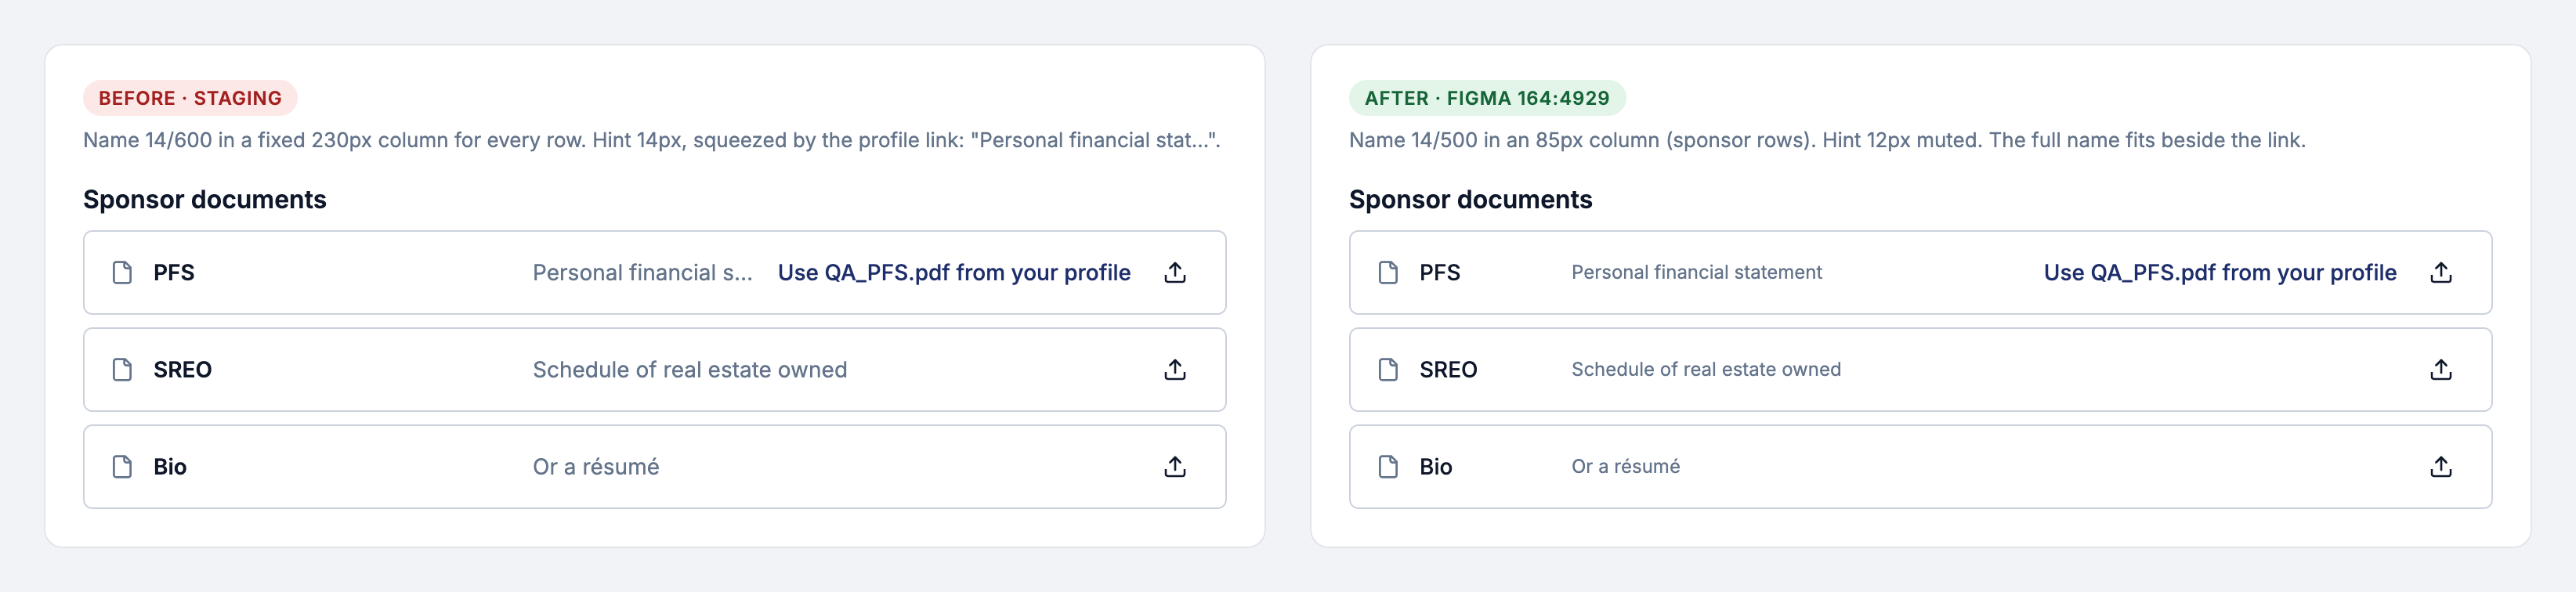 BEFORE · STAGING
Name 14/600 in a fixed 230px column for every row. Hint 14px, squeezed by the profile link: "Personal financial stat...".
Sponsor documents
PFS Personal financial s... Use QA_PFS.pdf from your profile
SREO Schedule of real estate owned
Bio Or a résumé
AFTER · FIGMA 164:4929
Name 14/500 in an 85px column (sponsor rows). Hint 12px muted. The full name fits beside the link.
Sponsor documents
PFS Personal financial statement Use QA_PFS.pdf from your profile
SREO Schedule of real estate owned
Bio Or a résumé